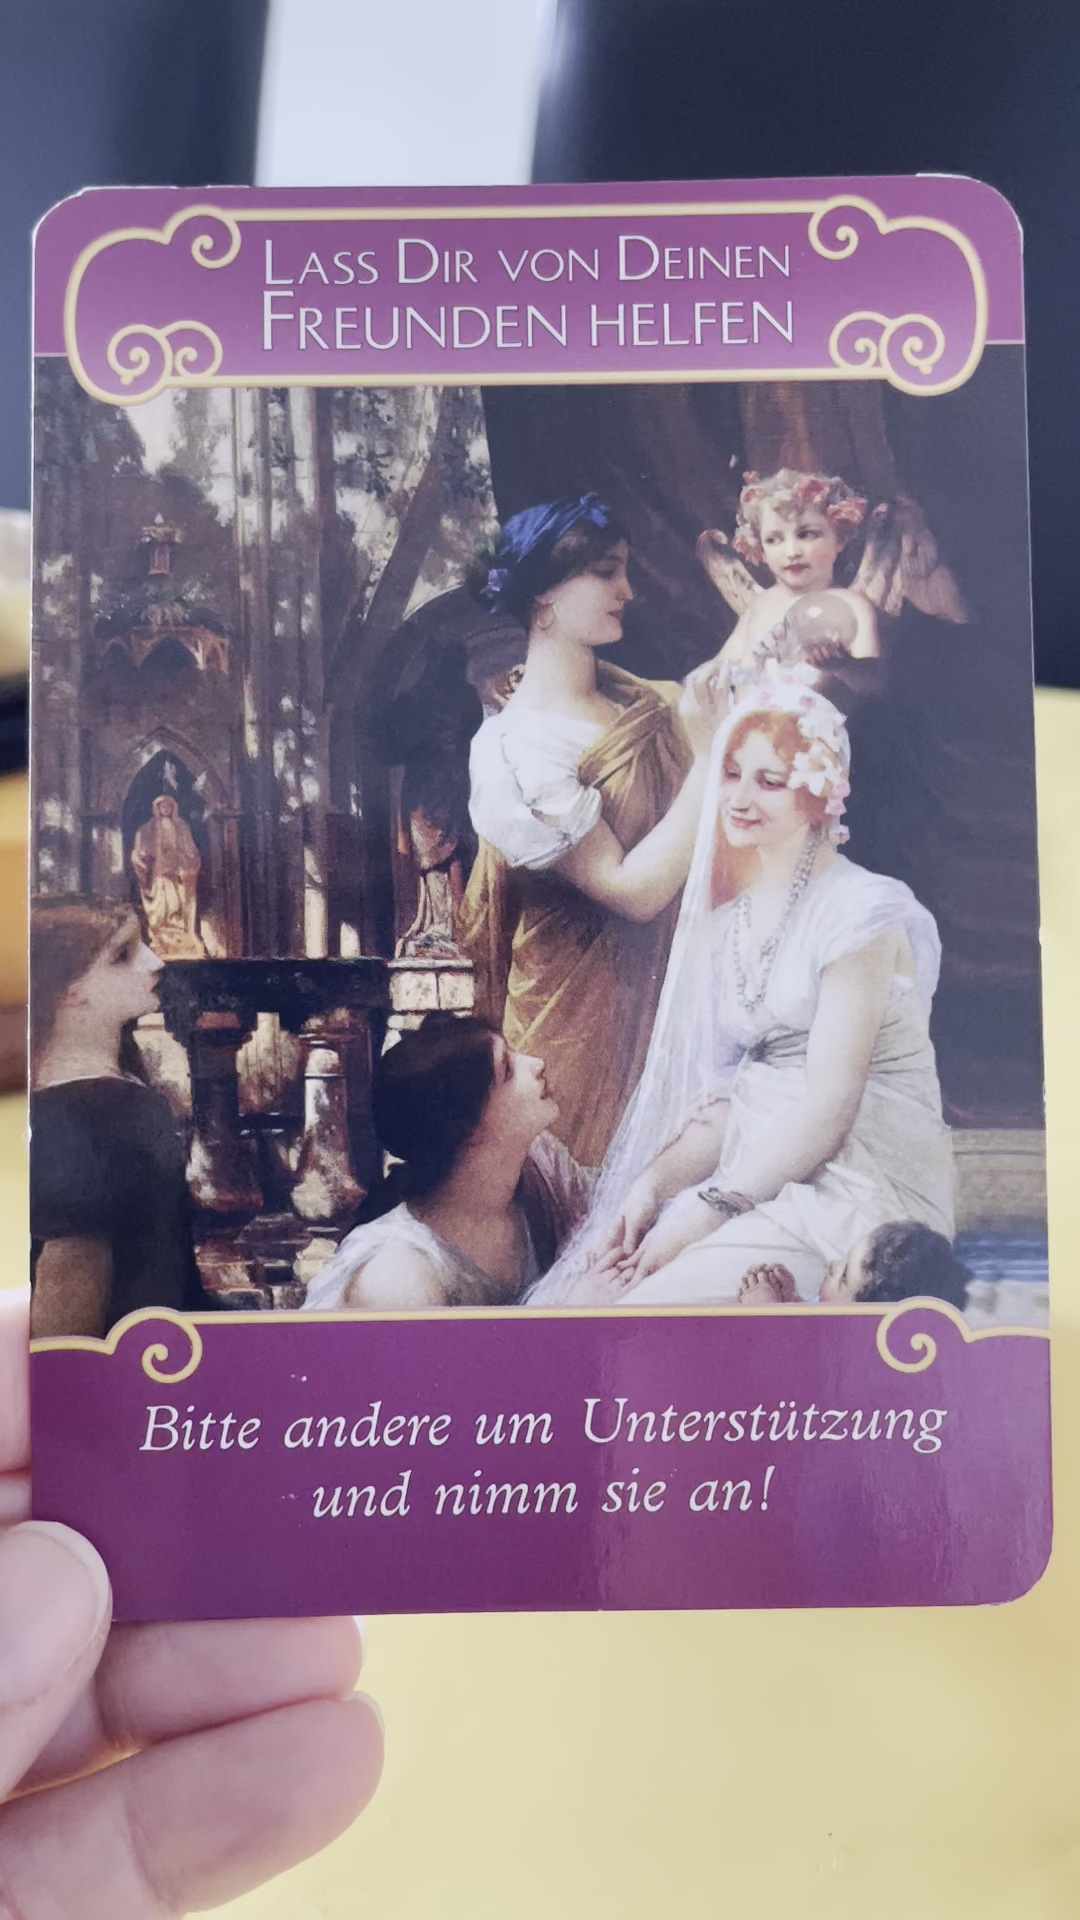 Lass Dir von Deinen
Freunden helfen
Bitte andere um Unterstützung
und nimm sie an!